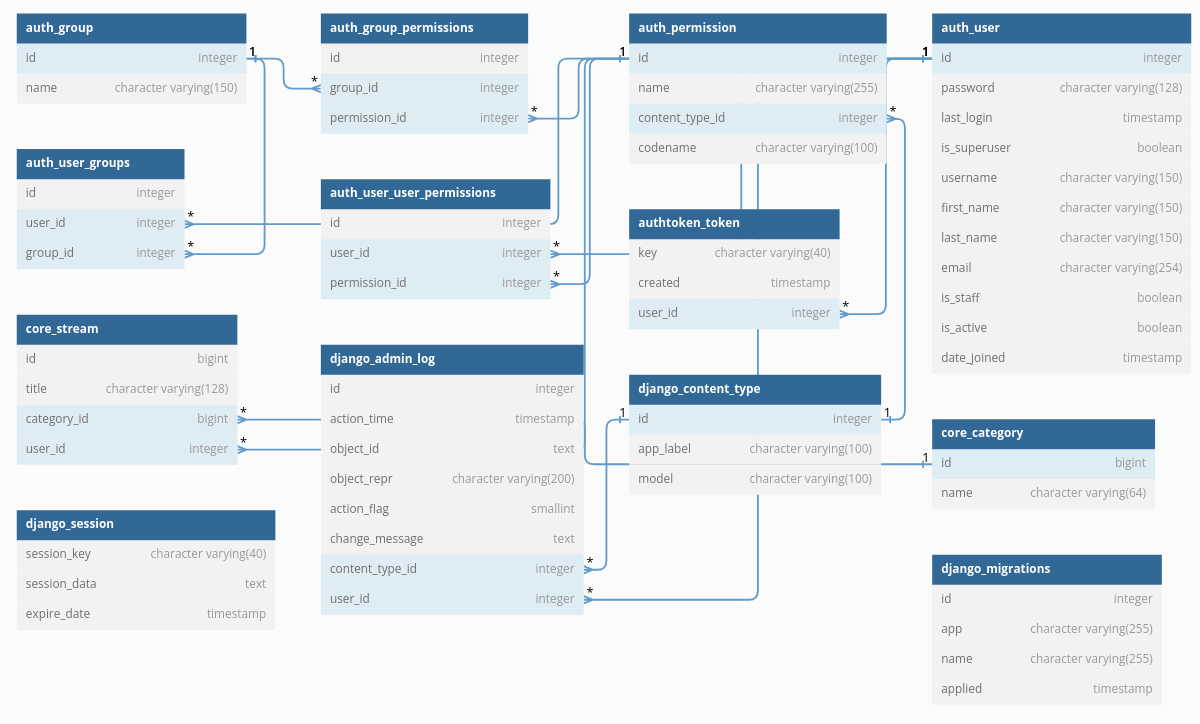 auth_group
id integer
name character varying(150)
1
*
auth_user_groups
id integer
user_id integer
*
group_id integer
*
core_stream
id bigint
title character varying(128)
category_id bigint
*
user_id integer
*
django_session
session_key character varying(40)
session_data text
expire_date timestamp
auth_group_permissions
id integer
group_id integer
permission_id integer
*
auth_user_user_permissions
id integer
user_id integer
*
permission_id integer
*
django_admin_log
id integer
action_time timestamp
object_id text
object_repr character varying(200)
action_flag smallint
change_message text
content_type_id integer
*
user_id integer
*
auth_permission
1
id integer
name character varying(255)
content_type_id integer
*
codename character varying(100)
authtoken_token
key character varying(40)
created timestamp
user_id integer
*
django_content_type
1
id integer
1
app_label character varying(100)
model character varying(100)
auth_user
1
id integer
password character varying(128)
last_login timestamp
is_superuser boolean
username character varying(150)
first_name character varying(150)
last_name character varying(150)
email character varying(254)
is_staff boolean
is_active boolean
date_joined timestamp
core_category
1
id bigint
name character varying(64)
django_migrations
id integer
app character varying(255)
name character varying(255)
applied timestamp